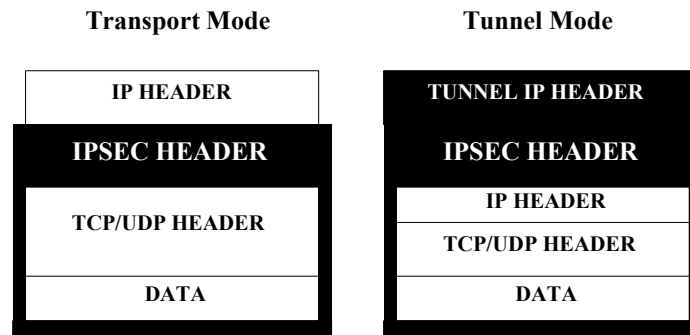 Transport Mode
IP HEADER
IPSEC HEADER
TCP/UDP HEADER
DATA
Tunnel Mode
TUNNEL IP HEADER
IPSEC HEADER
IP HEADER
TCP/UDP HEADER
DATA